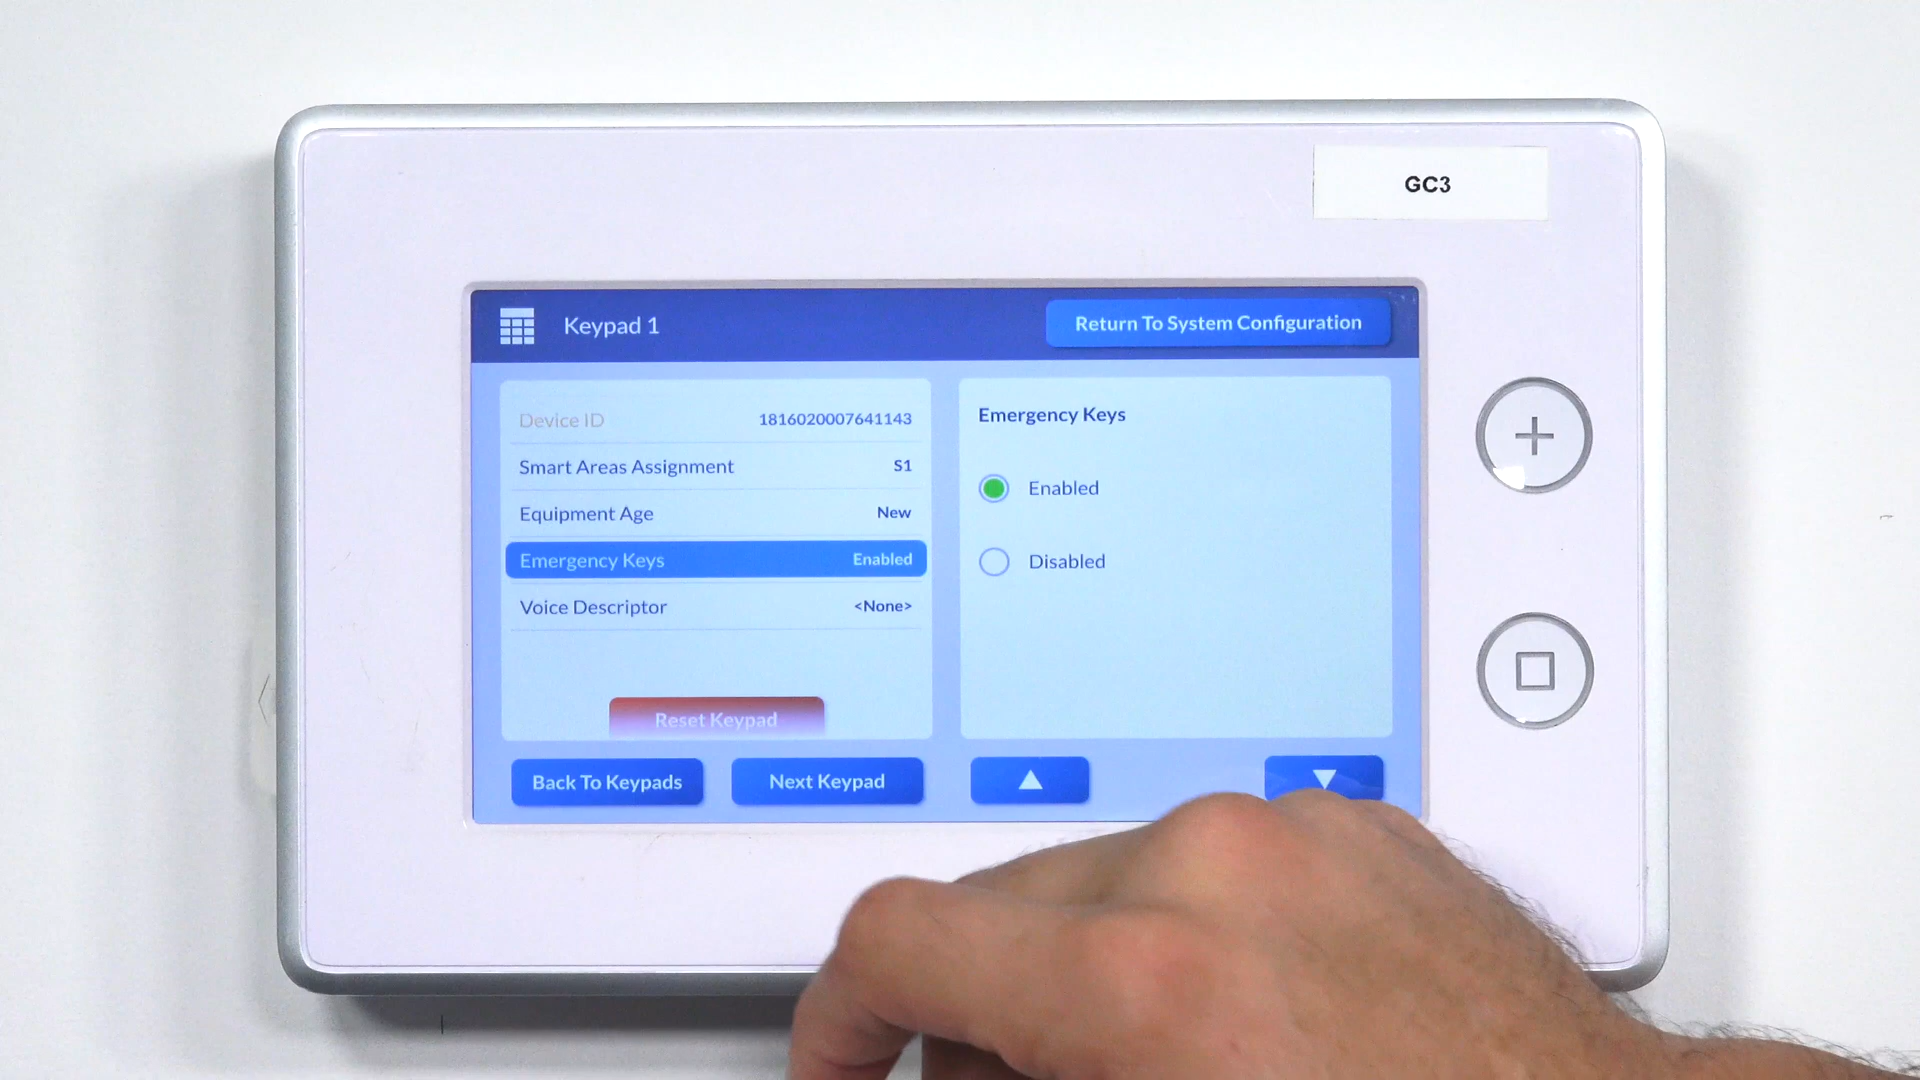 GC3
Keypad 1
Return To System Configuration
Device ID 1816020007641143
Smart Areas Assignment S1
Equipment Age New
Emergency Keys Enabled
Voice Descriptor <None>
Reset Keypad
Emergency Keys
Enabled
Disabled
Back To Keypads
Next Keypad